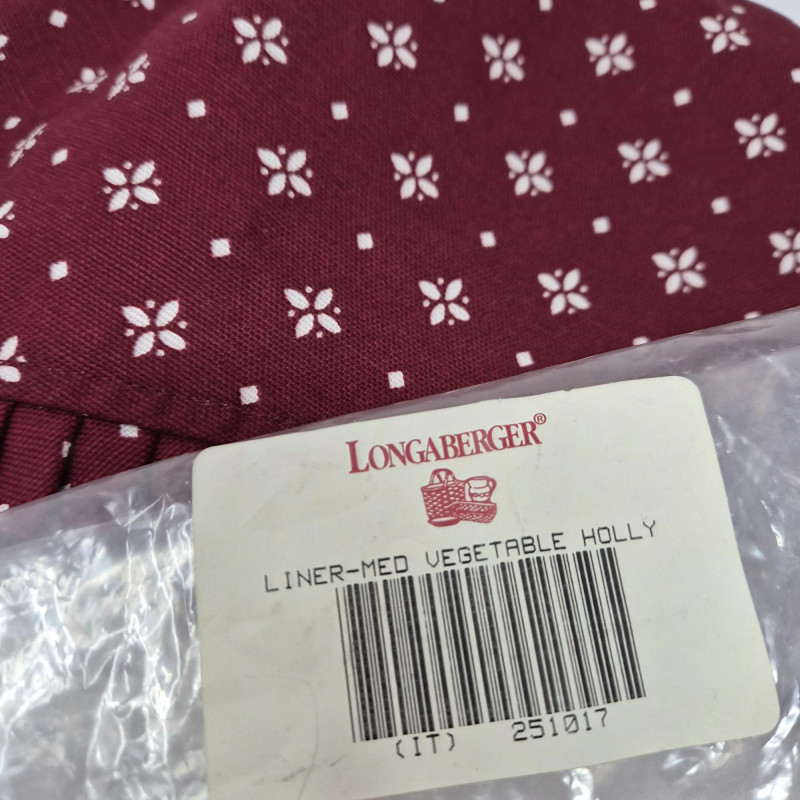 LONGABERGER®
LINER-MED VEGETABLE HOLLY
(IT) 251017